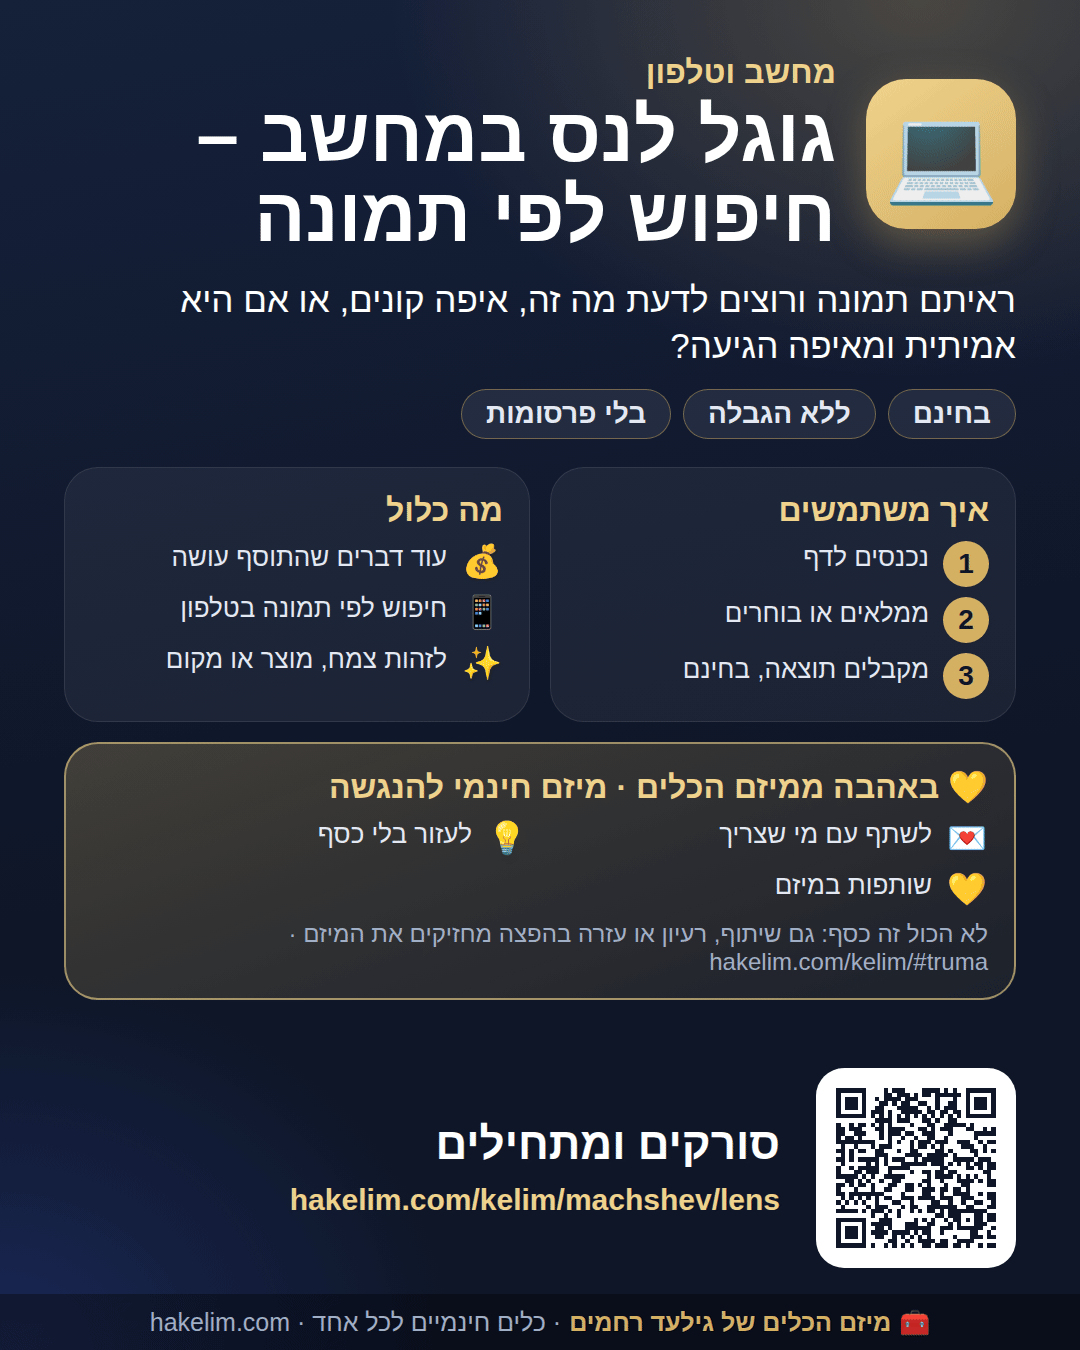 מחשב וטלפון
גוגל לנס במחשב –
חיפוש לפי תמונה
ראיתם תמונה ורוצים לדעת מה זה, איפה קונים, או אם היא
אמיתית ומאיפה הגיעה?
בחינם
ללא הגבלה
בלי פרסומות
איך משתמשים
1 נכנסים לדף
2 ממלאים או בוחרים
3 מקבלים תוצאה, בחינם
מה כלול
עוד דברים שהתוסף עושה
חיפוש לפי תמונה בטלפון
לזהות צמח, מוצר או מקום
באהבה ממיזם הכלים · מיזם חינמי להנגשה
לשתף עם מי שצריך
לעזור בלי כסף
שותפות במיזם
לא הכול זה כסף: גם שיתוף, רעיון או עזרה בהפצה מחזיקים את המיזם ·
hakelim.com/kelim/#truma
סורקים ומתחילים
hakelim.com/kelim/machshev/lens
מיזם הכלים של גילעד רחמים · כלים חינמיים לכל אחד · hakelim.com